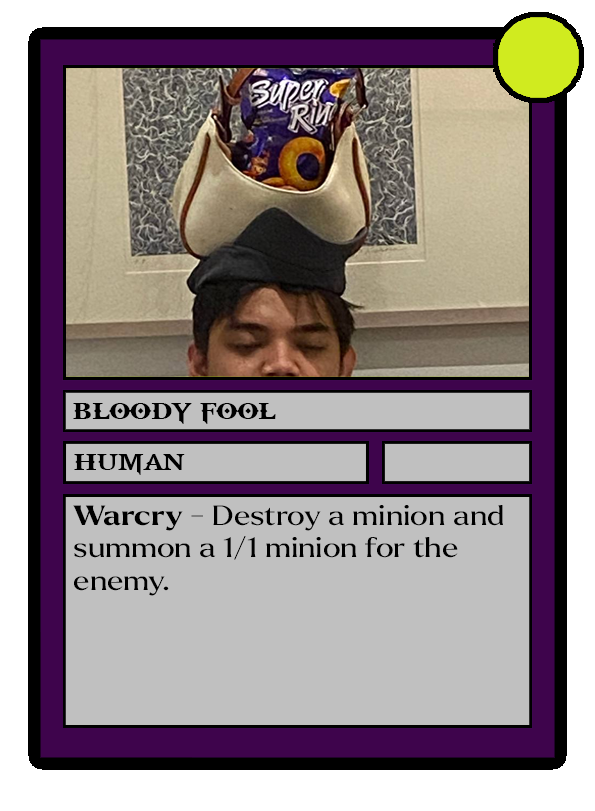 Super
Rin
BLOODY FOOL
HUMAN
Warcry – Destroy a minion and
summon a 1/1 minion for the
enemy.